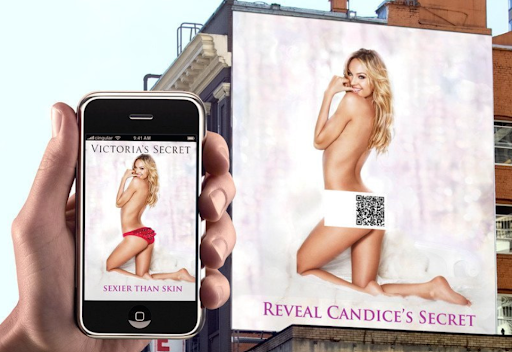 cingular 9:41 AM
VICTORIA'S SECRET
SEXIER THAN SKIN
REVEAL CANDICE'S SECRET